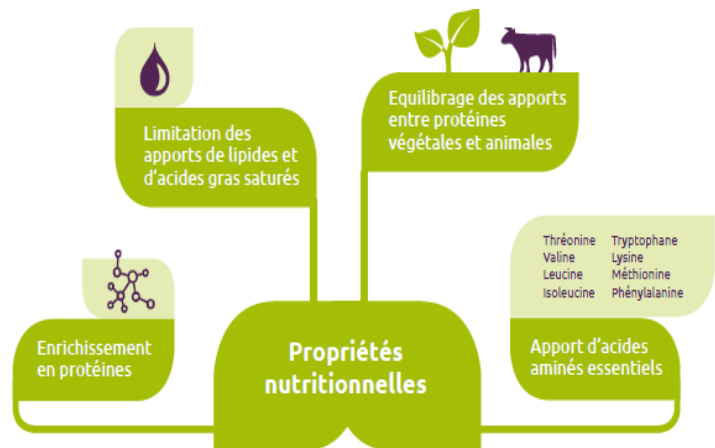 Limitation des
apports de lipides et
d'acides gras saturés
Equilibrage des apports
entre protéines
végétales et animales
Enrichissement
en protéines
Thréonine Tryptophane
Valine Lysine
Leucine Méthionine
Isoleucine Phénylalanine
Apport d'acides
aminés essentiels
Propriétés
nutritionnelles